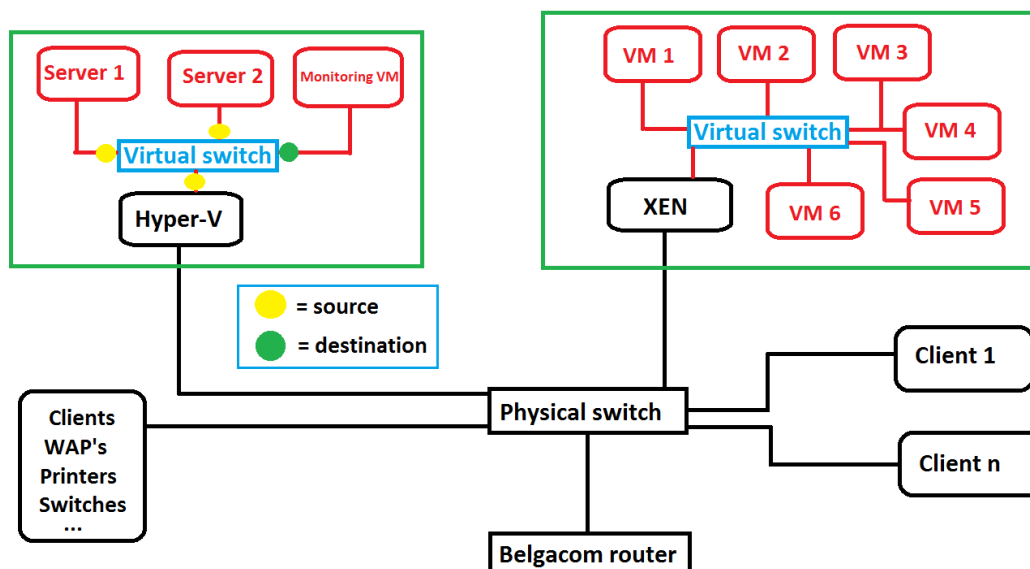 Server 1
Server 2
Monitoring VM
Virtual switch
Hyper-V
VM 1
VM 2
VM 3
Virtual switch
VM 4
XEN
VM 6
VM 5
= source
= destination
Clients
WAP's
Printers
Switches
...
Physical switch
Client 1
Client n
Belgacom router